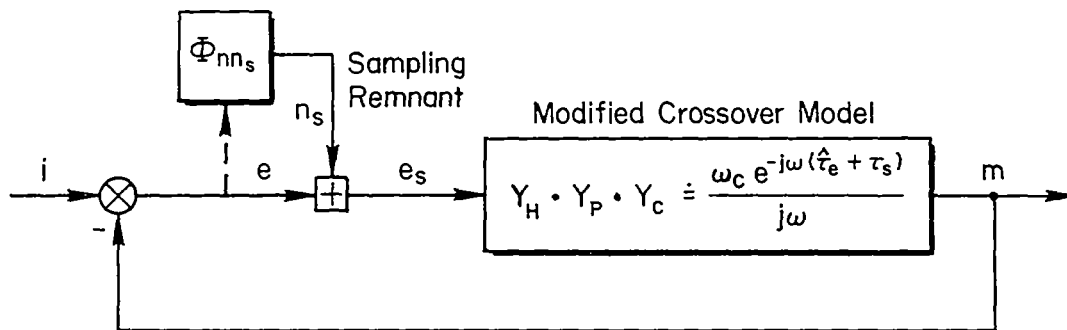 Φnns
Sampling
Remnant
ns
Modified Crossover Model
i
e
es
YH · YP · YC ≐ ωc e^-jω(τ̂e + τs) / jω
m
-
+